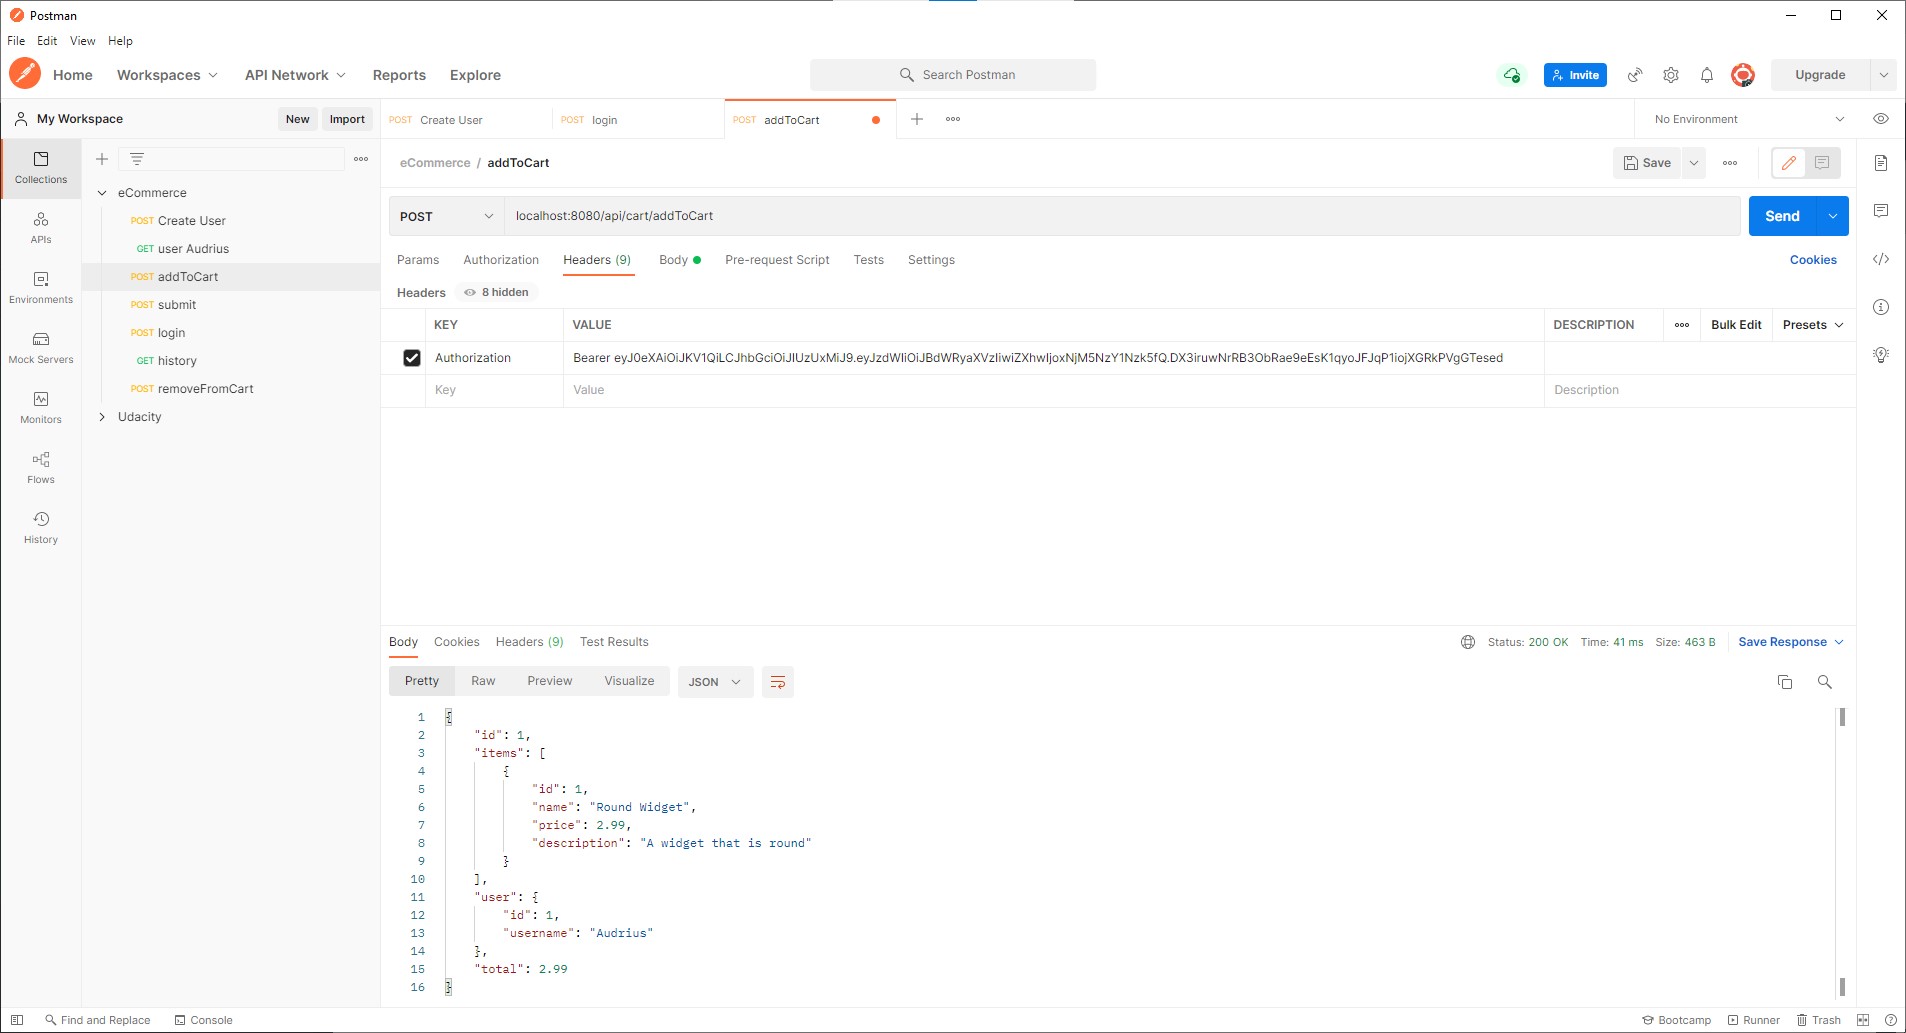 Postman
File Edit View Help
Home Workspaces API Network Reports Explore
Search Postman
Invite
Upgrade
My Workspace
New Import
POST Create User
POST login
POST addToCart
No Environment
Collections
APIs
Environments
Mock Servers
Monitors
Flows
History
eCommerce
POST Create User
GET user Audrius
POST addToCart
POST submit
POST login
GET history
POST removeFromCart
Udacity
eCommerce / addToCart
Save
POST localhost:8080/api/cart/addToCart
Send
Params Authorization Headers (9) Body Pre-request Script Tests Settings
Cookies
Headers 8 hidden
KEY VALUE DESCRIPTION Bulk Edit Presets
Authorization Bearer
Key Value Description
Body Cookies Headers (9) Test Results
Status: 200 OK Time: 41 ms Size: 463 B Save Response
Pretty Raw Preview Visualize JSON
1 {
2 "id": 1,
3 "items": [
4 {
5 "id": 1,
6 "name": "Round Widget",
7 "price": 2.99,
8 "description": "A widget that is round"
9 }
10 ],
11 "user": {
12 "id": 1,
13 "username": "Audrius"
14 },
15 "total": 2.99
16 }
Find and Replace Console
Bootcamp Runner Trash